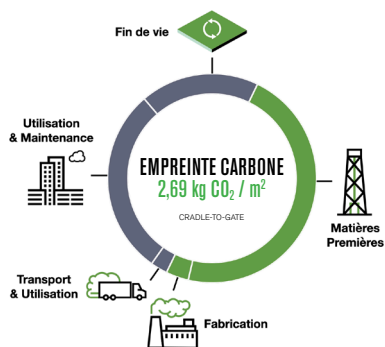 Fin de vie
Utilisation
& Maintenance
EMPREINTE CARBONE
2,69 kg CO₂ / m²
CRADLE-TO-GATE
Matières
Premières
Transport
& Utilisation
Fabrication